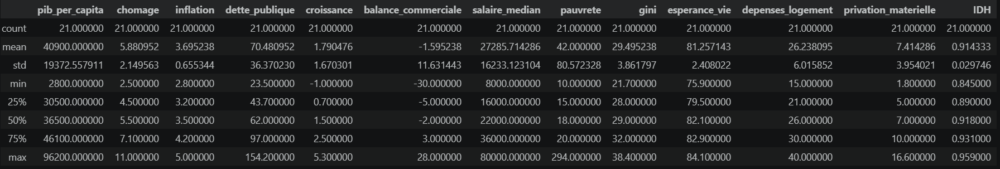 pib_per_capita chomage inflation dette_publique croissance balance_commerciale salaire_median pauvrete gini esperance_vie depenses_logement privation_materielle IDH
count 21.000000 21.000000 21.000000 21.000000 21.000000 21.000000 21.000000 21.000000 21.000000 21.000000 21.000000 21.000000 21.000000
mean 40900.000000 5.880952 3.695238 70.480952 1.790476 -1.595238 27285.714286 42.000000 29.495238 81.257143 26.238095 7.414286 0.914333
std 19372.557911 2.149563 0.655344 36.370230 1.670301 11.631443 16233.123104 80.572328 3.861797 2.408022 6.015852 3.954021 0.029746
min 2800.000000 2.500000 2.800000 23.500000 -1.000000 -30.000000 8000.000000 10.000000 21.700000 75.900000 15.000000 1.800000 0.845000
25% 30500.000000 4.500000 3.200000 43.700000 0.700000 -5.000000 16000.000000 15.000000 28.000000 79.500000 21.000000 5.000000 0.890000
50% 36500.000000 5.500000 3.500000 62.000000 1.500000 -2.000000 22000.000000 18.000000 29.000000 82.100000 26.000000 7.000000 0.918000
75% 46100.000000 7.100000 4.200000 97.000000 2.500000 3.000000 36000.000000 20.000000 32.000000 82.900000 30.000000 10.000000 0.931000
max 96200.000000 11.000000 5.000000 154.200000 5.300000 28.000000 80000.000000 294.000000 38.400000 84.100000 40.000000 16.600000 0.959000